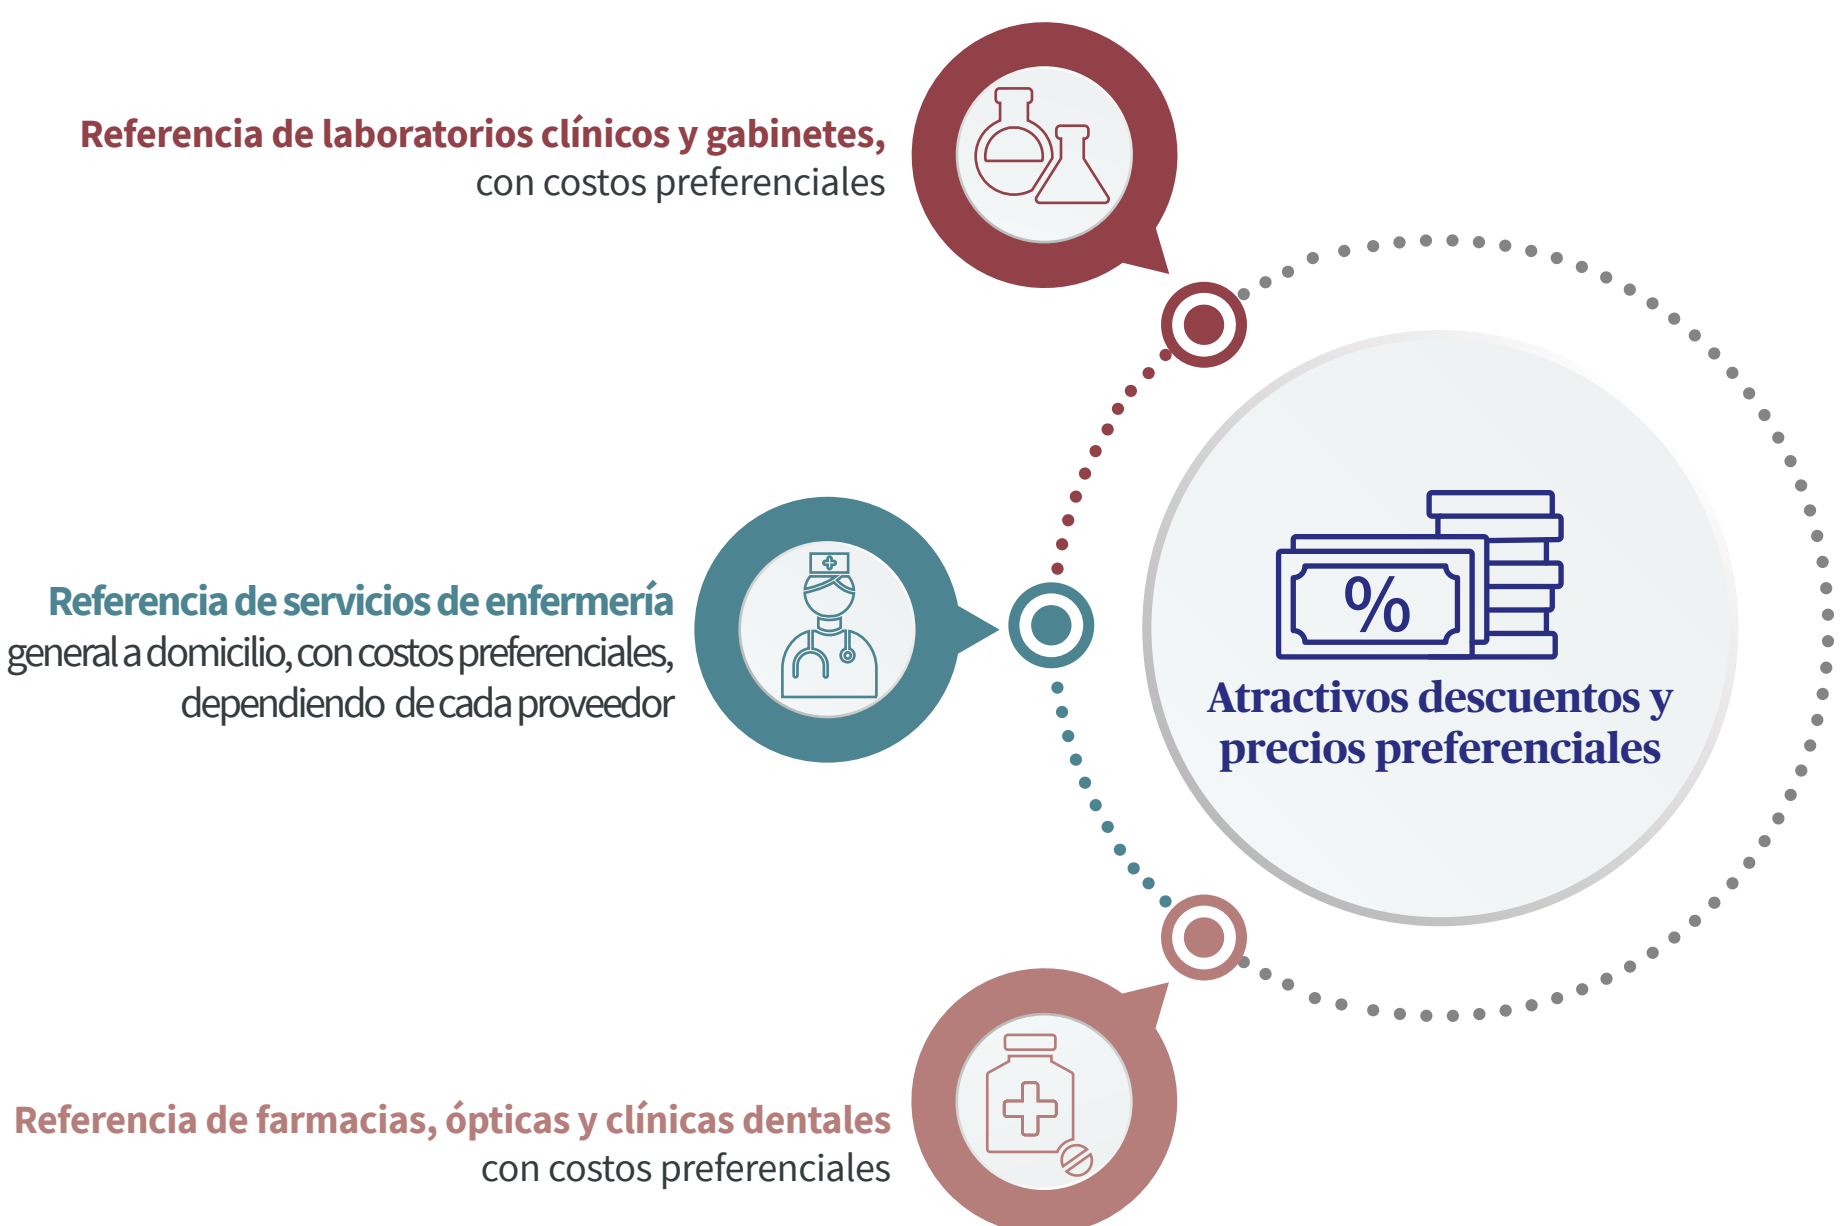 Referencia de laboratorios clínicos y gabinetes,
con costos preferenciales
Referencia de servicios de enfermería
general a domicilio, con costos preferenciales,
dependiendo de cada proveedor
%
Atractivos descuentos y
precios preferenciales
Referencia de farmacias, ópticas y clínicas dentales
con costos preferenciales